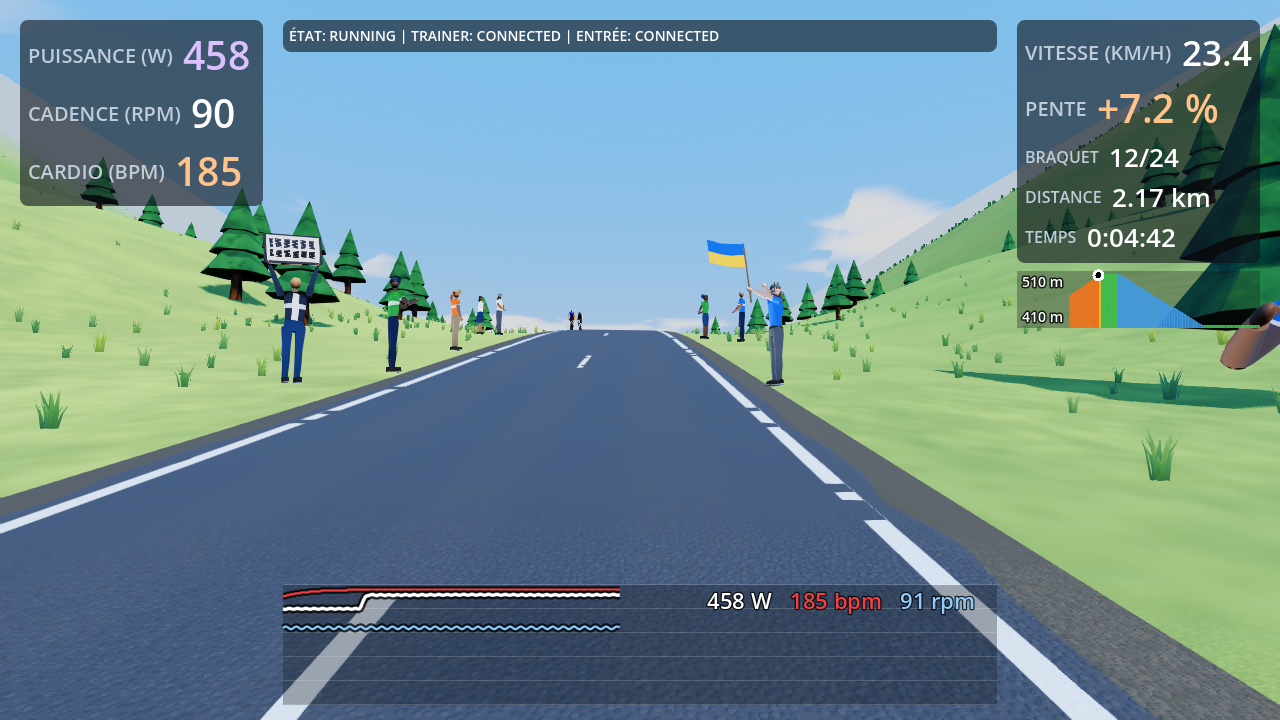 PUISSANCE (W) 458
CADENCE (RPM) 90
CARDIO (BPM) 185
ÉTAT: RUNNING | TRAINER: CONNECTED | ENTRÉE: CONNECTED
VITESSE (KM/H) 23.4
PENTE +7.2 %
BRAQUET 12/24
DISTANCE 2.17 km
TEMPS 0:04:42
510 m
410 m
458 W 185 bpm 91 rpm